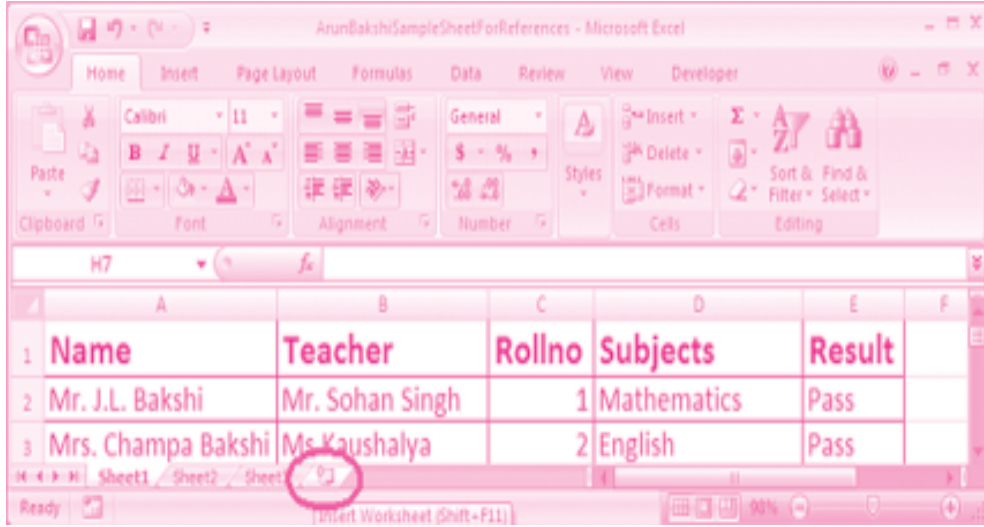 ArunBakshiSampleSheetForReferences - Microsoft Excel
Home Insert Page Layout Formulas Data Review View Developer
Calibri 11 General Insert Σ
B I U A A $ % , Delete
Paste Styles Format Sort & Filter Find & Select
Clipboard Font Alignment Number Cells Editing
H7 fx
A B C D E F
1 Name Teacher Rollno Subjects Result
2 Mr. J.L. Bakshi Mr. Sohan Singh 1 Mathematics Pass
3 Mrs. Champa Bakshi Ms Kaushalya 2 English Pass
Sheet1 Sheet2 Sheet
Ready Insert Worksheet (Shift+F11) 90%